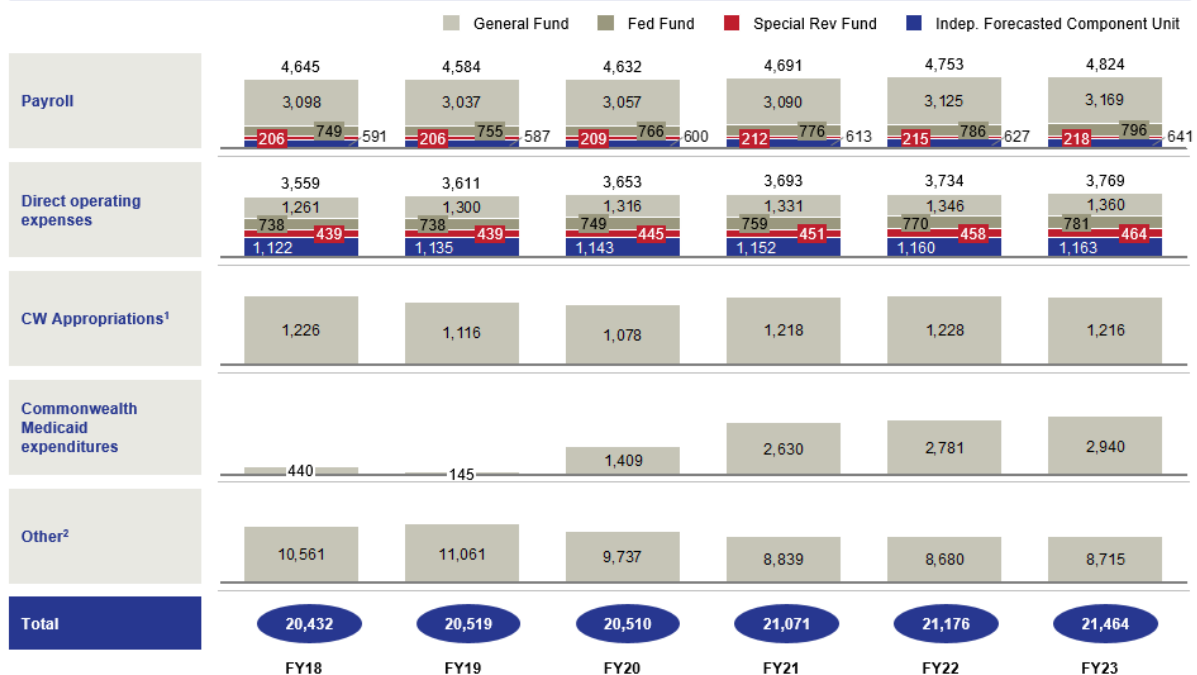 General Fund Fed Fund Special Rev Fund Indep. Forecasted Component Unit
4,645 4,584 4,632 4,691 4,753 4,824
Payroll
3,098 3,037 3,057 3,090 3,125 3,169
206 749 591 206 755 587 209 766 600 212 776 613 215 786 627 218 796 641
Direct operating
expenses
3,559 3,611 3,653 3,693 3,734 3,769
1,261 1,300 1,316 1,331 1,346 1,360
738 439 738 439 749 445 759 451 770 458 781 464
1,122 1,135 1,143 1,152 1,160 1,163
CW Appropriations¹
1,226 1,116 1,078 1,218 1,228 1,216
Commonwealth
Medicaid
expenditures
440 145 1,409 2,630 2,781 2,940
Other²
10,561 11,061 9,737 8,839 8,680 8,715
Total 20,432 20,519 20,510 21,071 21,176 21,464
FY18 FY19 FY20 FY21 FY22 FY23